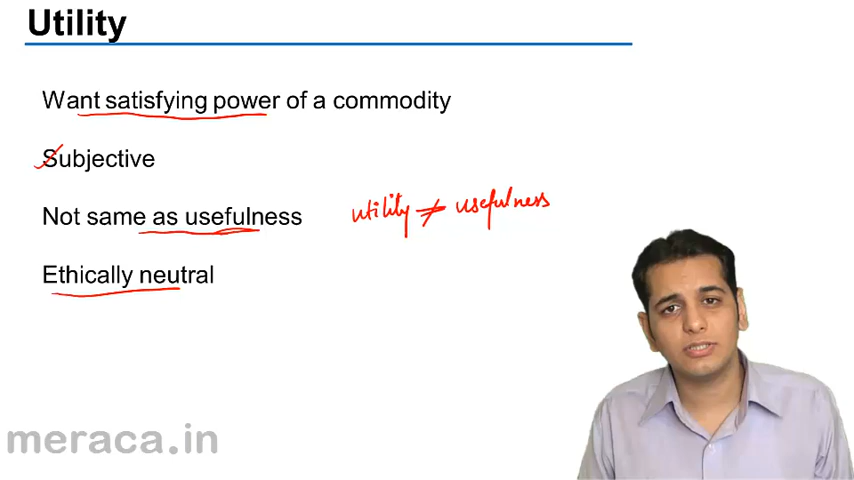 Utility
Want satisfying power of a commodity
Subjective
Not same as usefulness utility ≠ usefulness
Ethically neutral
meraca.in